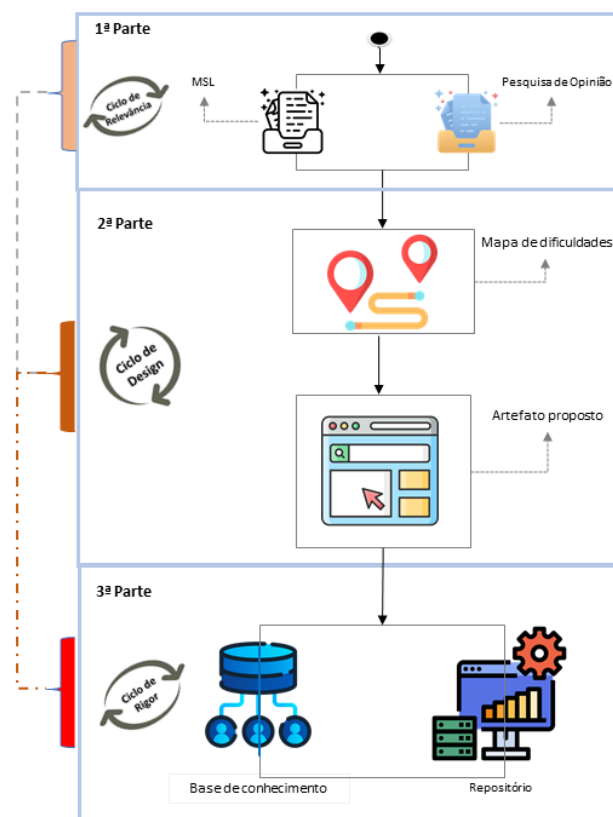 1ª Parte
Ciclo de
Relevância
MSL
Pesquisa de Opinião
2ª Parte
Mapa de dificuldades
Ciclo de
Design
Artefato proposto
3ª Parte
Ciclo de
Rigor
Base de conhecimento
Repositório